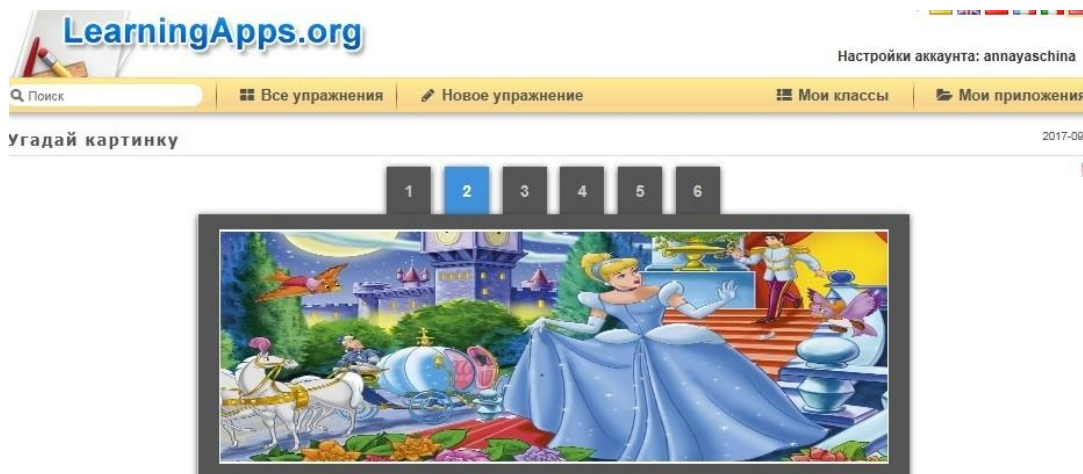 LearningApps.org
Настройки аккаунта: annayaschina
Поиск
Все упражнения
Новое упражнение
Мои классы
Мои приложения
Угадай картинку
2017-09
1 2 3 4 5 6